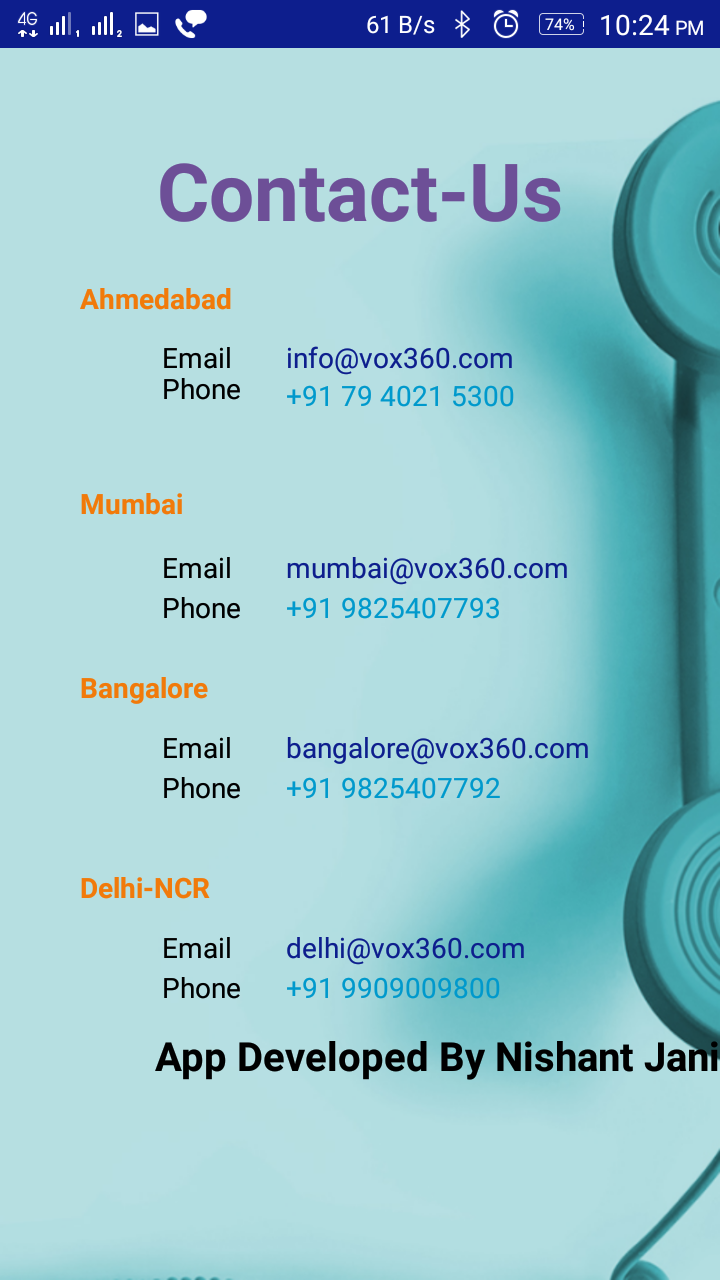 4G 1 2 61 B/s 74% 10:24 PM
Contact-Us
Ahmedabad
Email info@vox360.com
Phone +91 79 4021 5300
Mumbai
Email mumbai@vox360.com
Phone +91 9825407793
Bangalore
Email bangalore@vox360.com
Phone +91 9825407792
Delhi-NCR
Email delhi@vox360.com
Phone +91 9909009800
App Developed By Nishant Jani